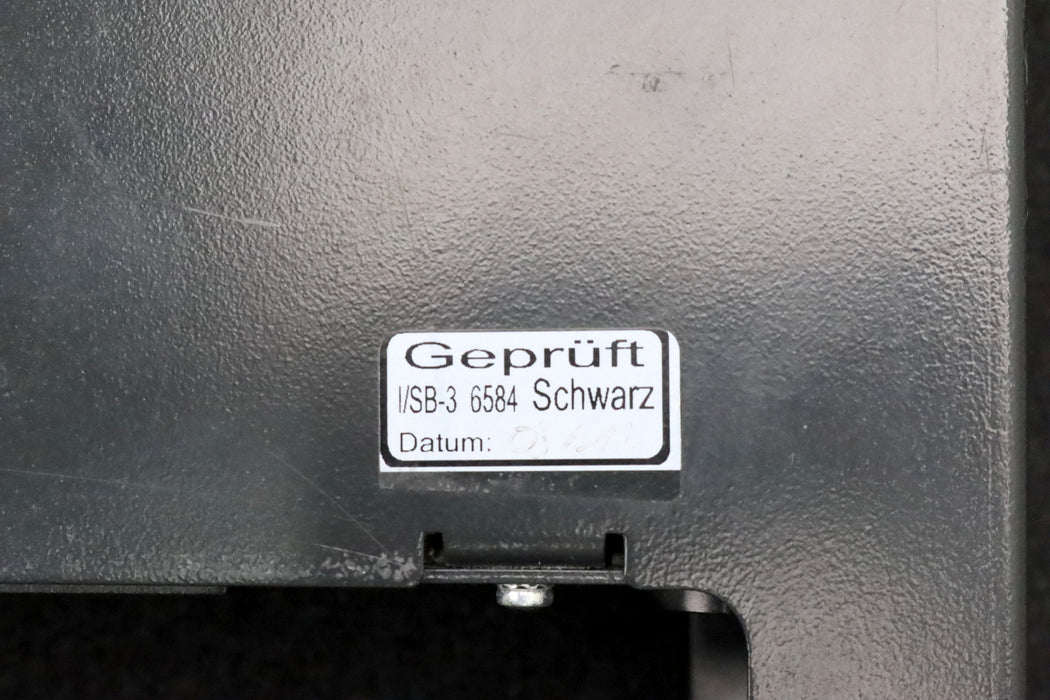 Geprüft
I/SB-3 6584 Schwarz
Datum: